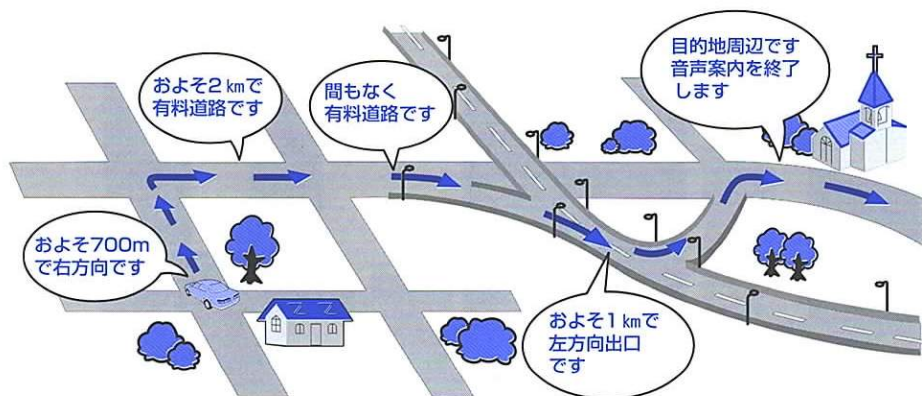 およそ700m
で右方向です
およそ2 kmで
有料道路です
間もなく
有料道路です
およそ1 kmで
左方向出口
です
目的地周辺です
音声案内を終了
します